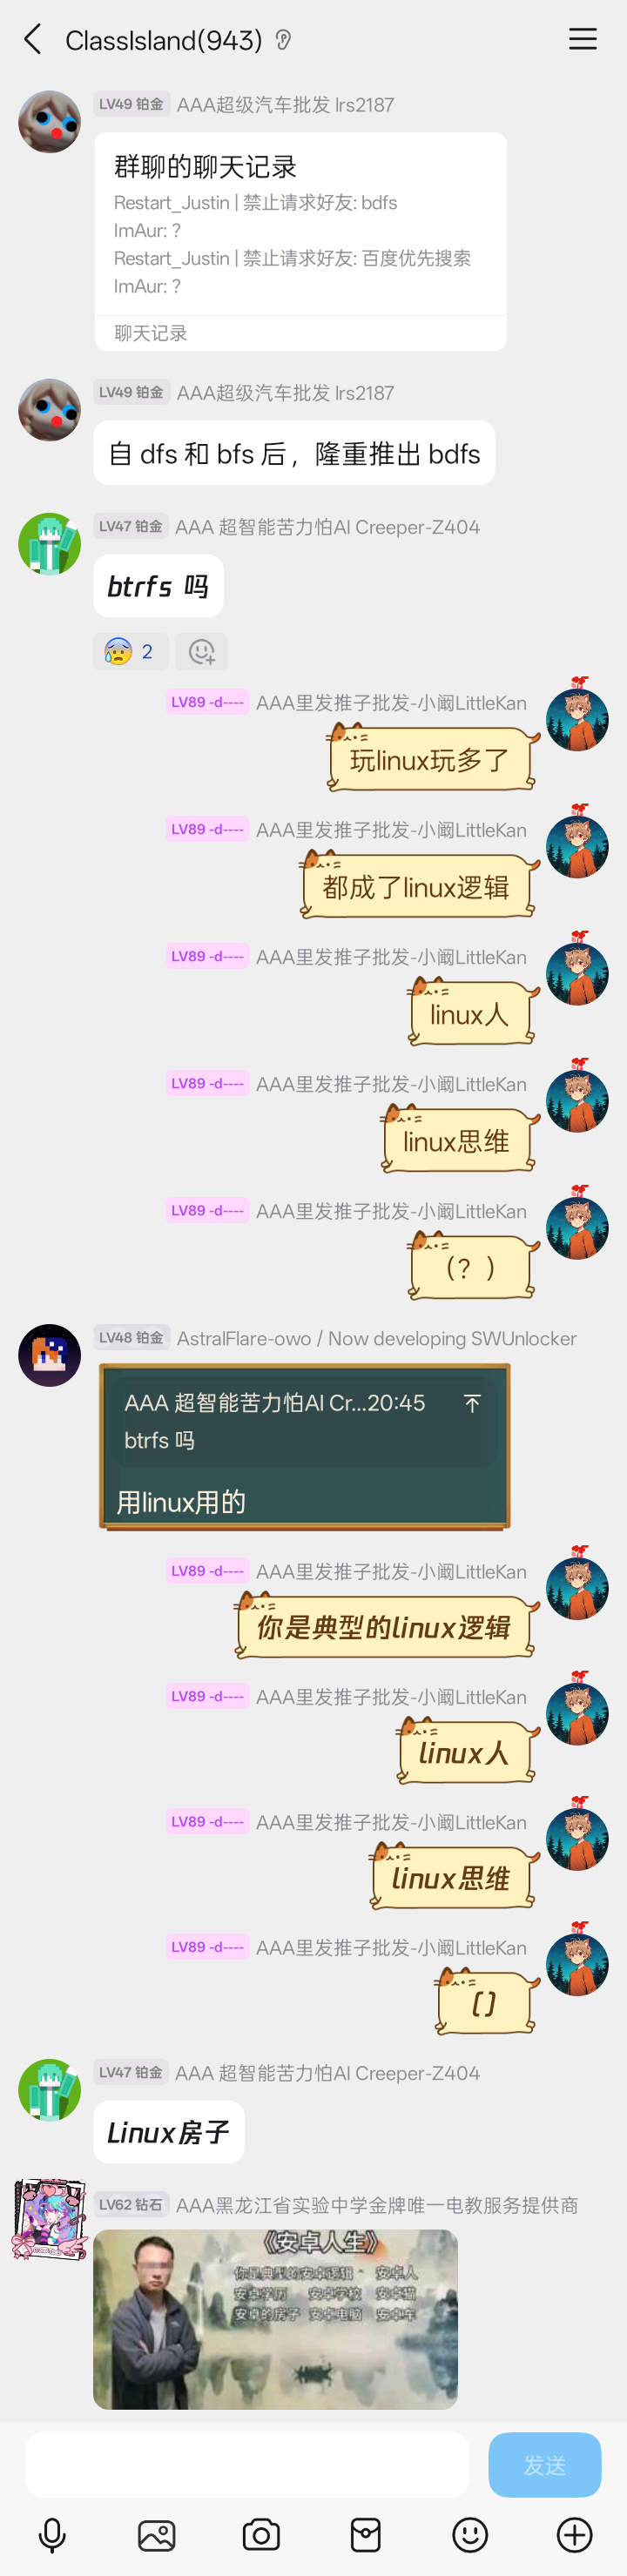 ClassIsland(943)
LV49 铂金 AAA超级汽车批发 lrs2187
群聊的聊天记录
Restart_Justin | 禁止请求好友: bdfs
ImAur: ?
Restart_Justin | 禁止请求好友: 百度优先搜索
ImAur: ?
聊天记录
LV49 铂金 AAA超级汽车批发 lrs2187
自 dfs 和 bfs 后，隆重推出 bdfs
LV47 铂金 AAA 超智能苦力怕AI Creeper-Z404
btrfs 吗
2
LV89 -d---- AAA里发推子批发-小阚LittleKan
玩linux玩多了
LV89 -d---- AAA里发推子批发-小阚LittleKan
都成了linux逻辑
LV89 -d---- AAA里发推子批发-小阚LittleKan
linux人
LV89 -d---- AAA里发推子批发-小阚LittleKan
linux思维
LV89 -d---- AAA里发推子批发-小阚LittleKan
（？）
LV48 铂金 AstralFlare-owo / Now developing SWUnlocker
AAA 超智能苦力怕AI Cr...20:45
btrfs 吗
用linux用的
LV89 -d---- AAA里发推子批发-小阚LittleKan
你是典型的linux逻辑
LV89 -d---- AAA里发推子批发-小阚LittleKan
linux人
LV89 -d---- AAA里发推子批发-小阚LittleKan
linux思维
LV89 -d---- AAA里发推子批发-小阚LittleKan
()
LV47 铂金 AAA 超智能苦力怕AI Creeper-Z404
Linux房子
LV62 钻石 AAA黑龙江省实验中学金牌唯一电教服务提供商
《安卓人生》
你是典型的安卓逻辑 安卓人
安卓学历 安卓学校 安卓猫
安卓的房子 安卓电脑 安卓车
发送